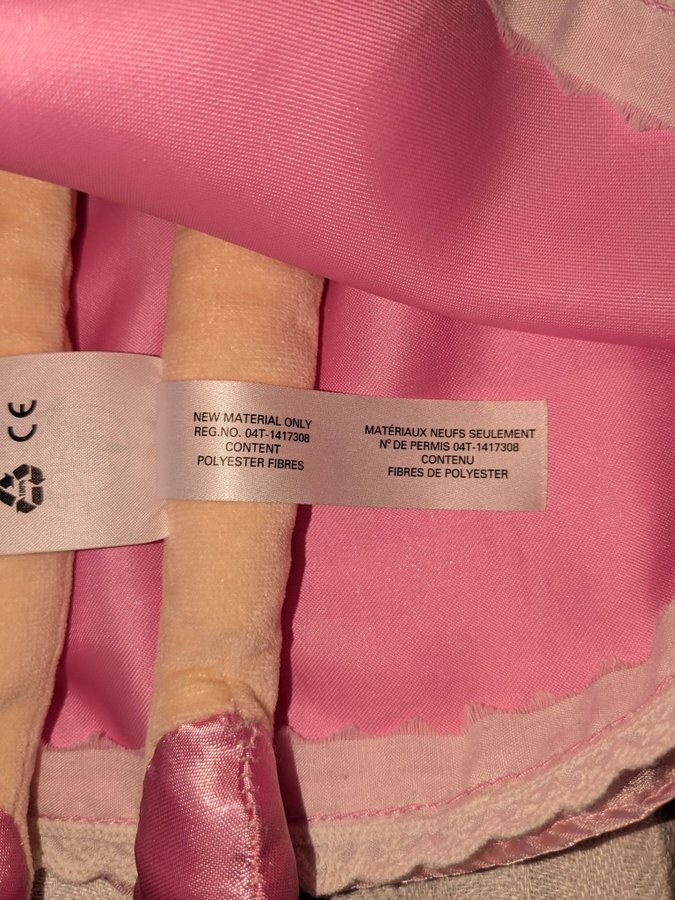 CE
100%
NEW MATERIAL ONLY
REG.NO. 04T-1417308
CONTENT
POLYESTER FIBRES
MATÉRIAUX NEUFS SEULEMENT
Nº DE PERMIS 04T-1417308
CONTENU
FIBRES DE POLYESTER